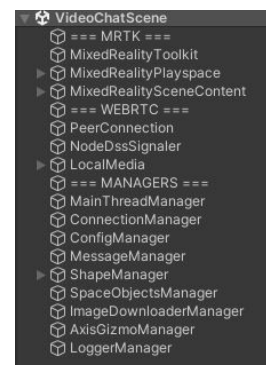 VideoChatScene
=== MRTK ===
MixedRealityToolkit
MixedRealityPlayspace
MixedRealitySceneContent
=== WEBRTC ===
PeerConnection
NodeDssSignaler
LocalMedia
=== MANAGERS ===
MainThreadManager
ConnectionManager
ConfigManager
MessageManager
ShapeManager
SpaceObjectsManager
ImageDownloaderManager
AxisGizmoManager
LoggerManager